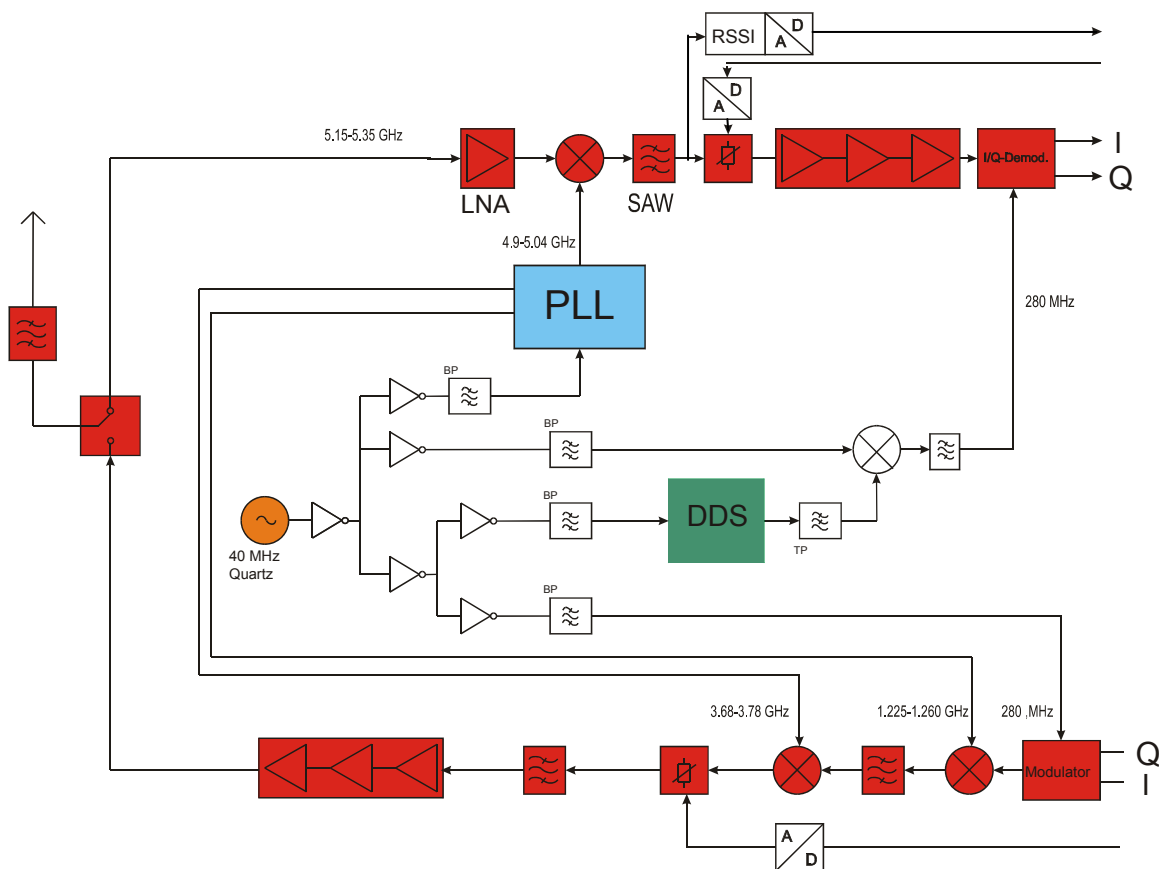 RSSI
A
D
A
D
5.15-5.35 GHz
LNA
SAW
I/Q-Demod.
I
Q
4.9-5.04 GHz
PLL
280 MHz
BP
BP
BP
DDS
TP
40 MHz
Quartz
BP
3.68-3.78 GHz
1.225-1.260 GHz
280 ,MHz
Modulator
Q
I
A
D